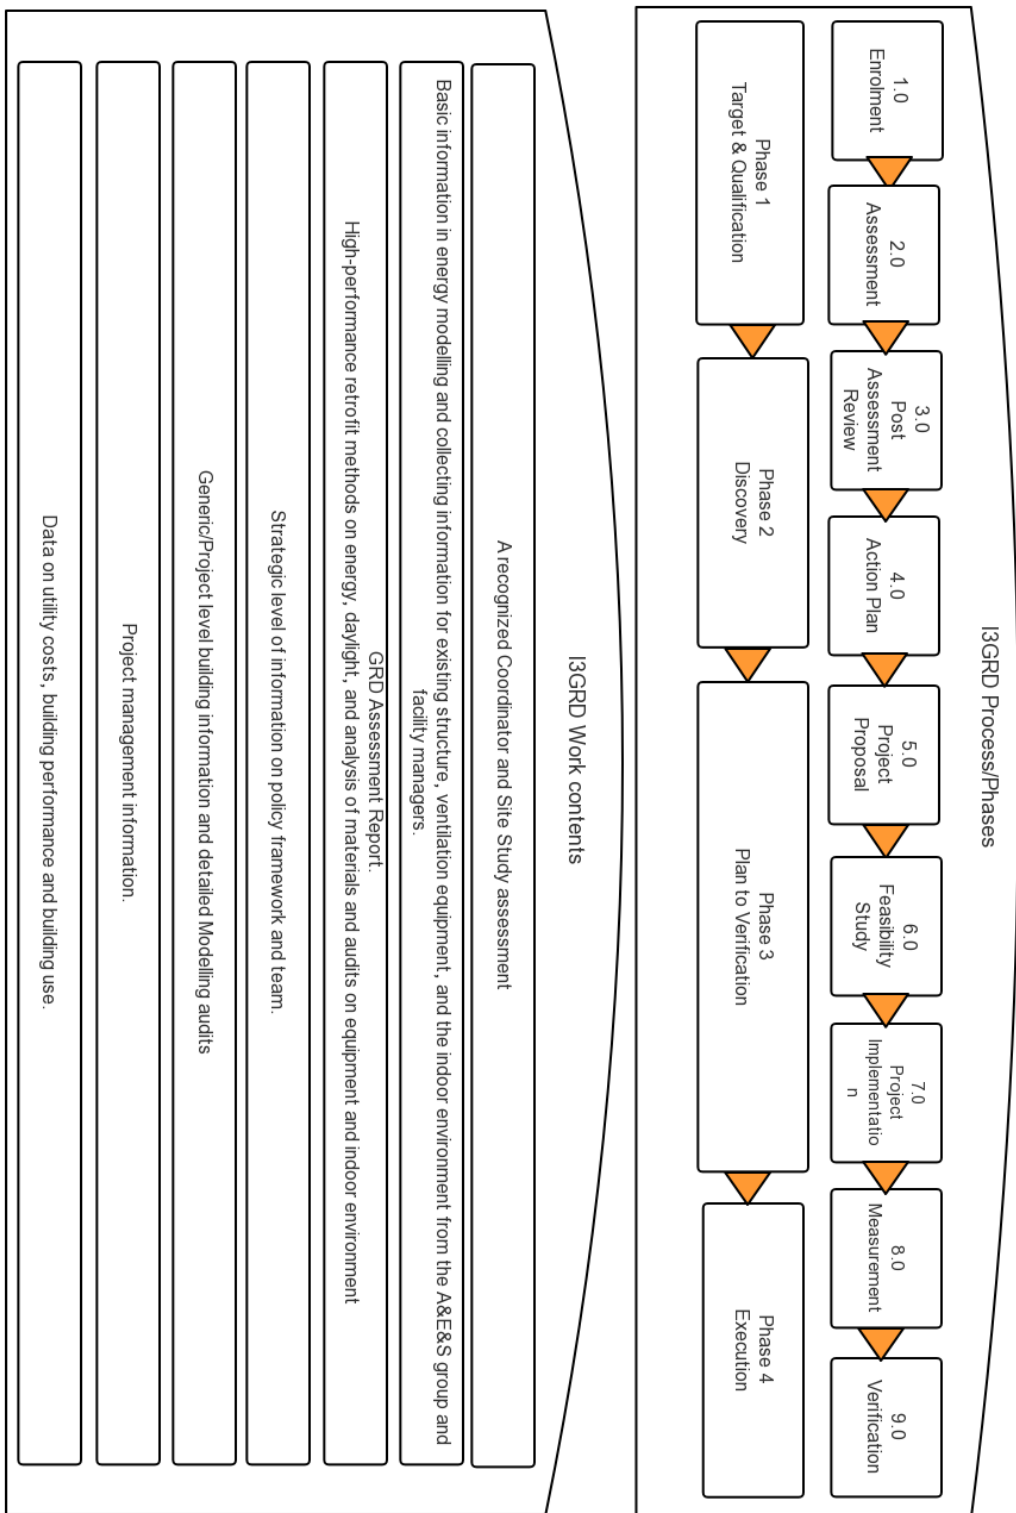 I3GRD Process/Phases
1.0
Enrolment
2.0
Assessment
3.0
Post
Assessment
Review
4.0
Action Plan
5.0
Project
Proposal
6.0
Feasibility
Study
7.0
Project
Implementatio
n
8.0
Measurement
9.0
Verification
Phase 1
Target & Qualification
Phase 2
Discovery
Phase 3
Plan to Verification
Phase 4
Execution
I3GRD Work contents
A recognized Coordinator and Site Study assessment
Basic information in energy modelling and collecting information for existing structure, ventilation equipment, and the indoor environment from the A&E&S group and
facility managers.
GRD Assessment Report.
High-performance retrofit methods on energy, daylight, and analysis of materials and audits on equipment and indoor environment
Strategic level of information on policy framework and team.
Generic/Project level building information and detailed Modelling audits
Project management information.
Data on utility costs, building performance and building use.